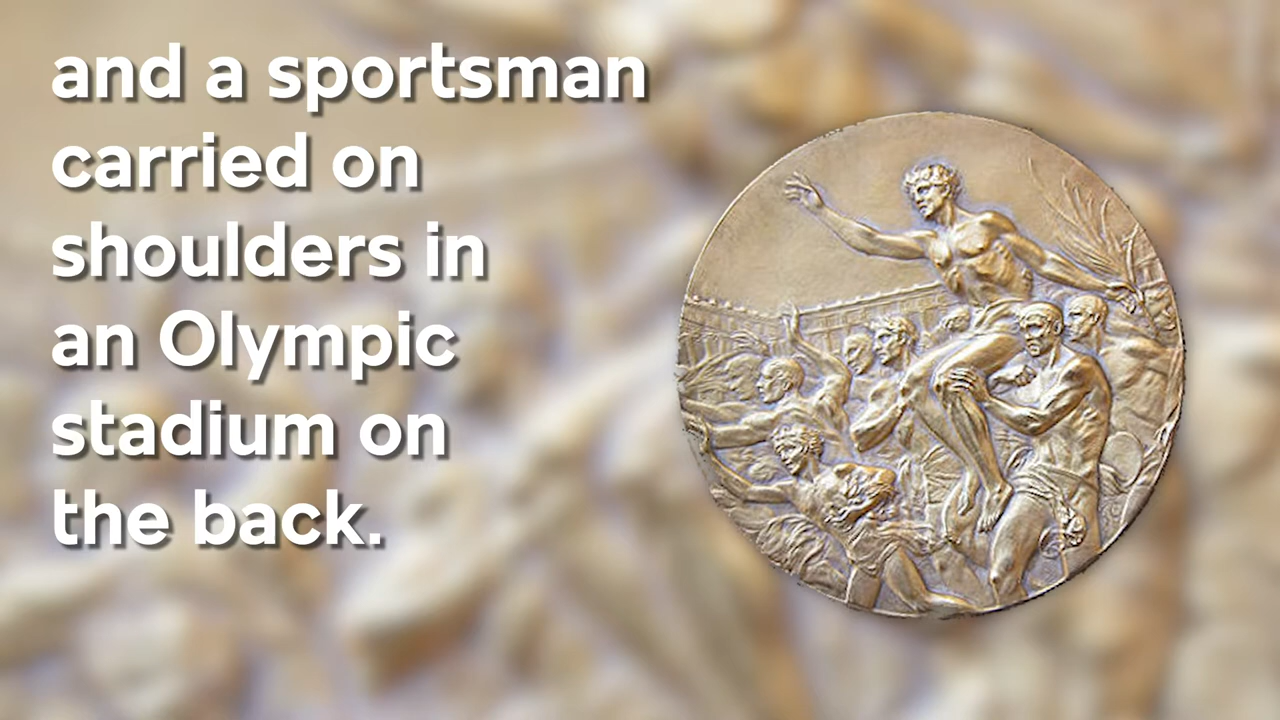 and a sportsman
carried on
shoulders in
an Olympic
stadium on
the back.